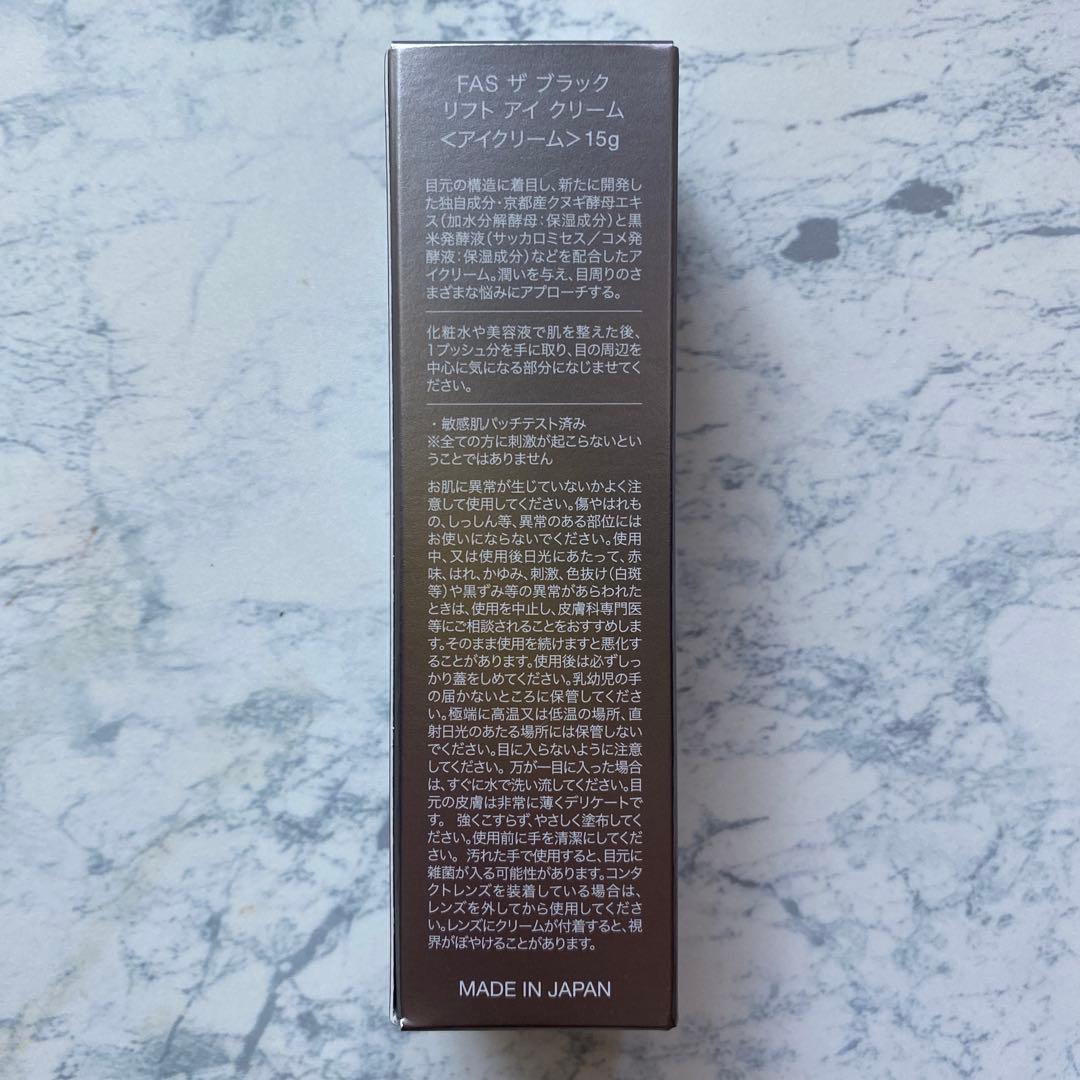 FAS ザ ブラック
リフト アイ クリーム
<アイクリーム>15g
目元の構造に着目し、新たに開発し
た独自成分・京都産クヌギ酵母エキ
ス(加水分解酵母:保湿成分)と黒
米発酵液(サッカロミセス/コメ発
酵液:保湿成分)などを配合したア
イクリーム。潤いを与え、目周りのさ
まざまな悩みにアプローチする。
化粧水や美容液で肌を整えた後、
1プッシュ分を手に取り、目の周辺を
中心に気になる部分になじませてく
ださい。
・敏感肌パッチテスト済み
※全ての方に刺激が起こらないとい
うことではありません
お肌に異常が生じていないかよく注
意して使用してください。傷やはれも
の、しっしん等、異常のある部位には
お使いにならないでください。使用
中、又は使用後日光にあたって、赤
味、はれ、かゆみ、刺激、色抜け(白斑
等)や黒ずみ等の異常があらわれた
ときは、使用を中止し、皮膚科専門医
等にご相談されることをおすすめしま
す。そのまま使用を続けますと悪化す
ることがあります。使用後は必ずしっ
かり蓋をしめてください。乳幼児の手
の届かないところに保管してくださ
い。極端に高温又は低温の場所、直
射日光のあたる場所には保管しない
でください。目に入らないように注意
してください。万が一目に入った場合
は、すぐに水で洗い流してください。目
元の皮膚は非常に薄くデリケートで
す。 強くこすらず、やさしく塗布してく
ださい。使用前に手を清潔にしてくだ
さい。 汚れた手で使用すると、目元に
雑菌が入る可能性があります。コンタ
クトレンズを装着している場合は、
レンズを外してから使用してくださ
い。レンズにクリームが付着すると、視
界がぼやけることがあります。
MADE IN JAPAN